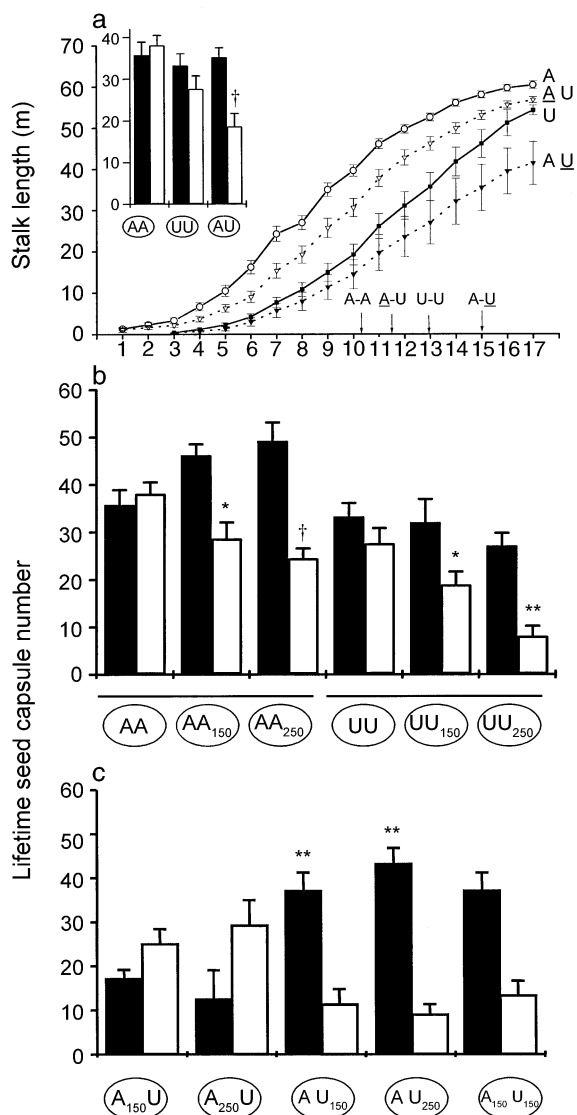 a
Stalk length (m)
70
60
50
40
30
20
10
0
40
30
20
10
0
†
AA UU AU
A
A U
U
A U
A-A A-U U-U A-U
1 2 3 4 5 6 7 8 9 10 11 12 13 14 15 16 17
b
Lifetime seed capsule number
60
50
40
30
20
10
0
* † * **
AA AA150 AA250 UU UU150 UU250
c
60
50
40
30
20
10
0
** **
A150U A250U A U150 A U250 A150 U150